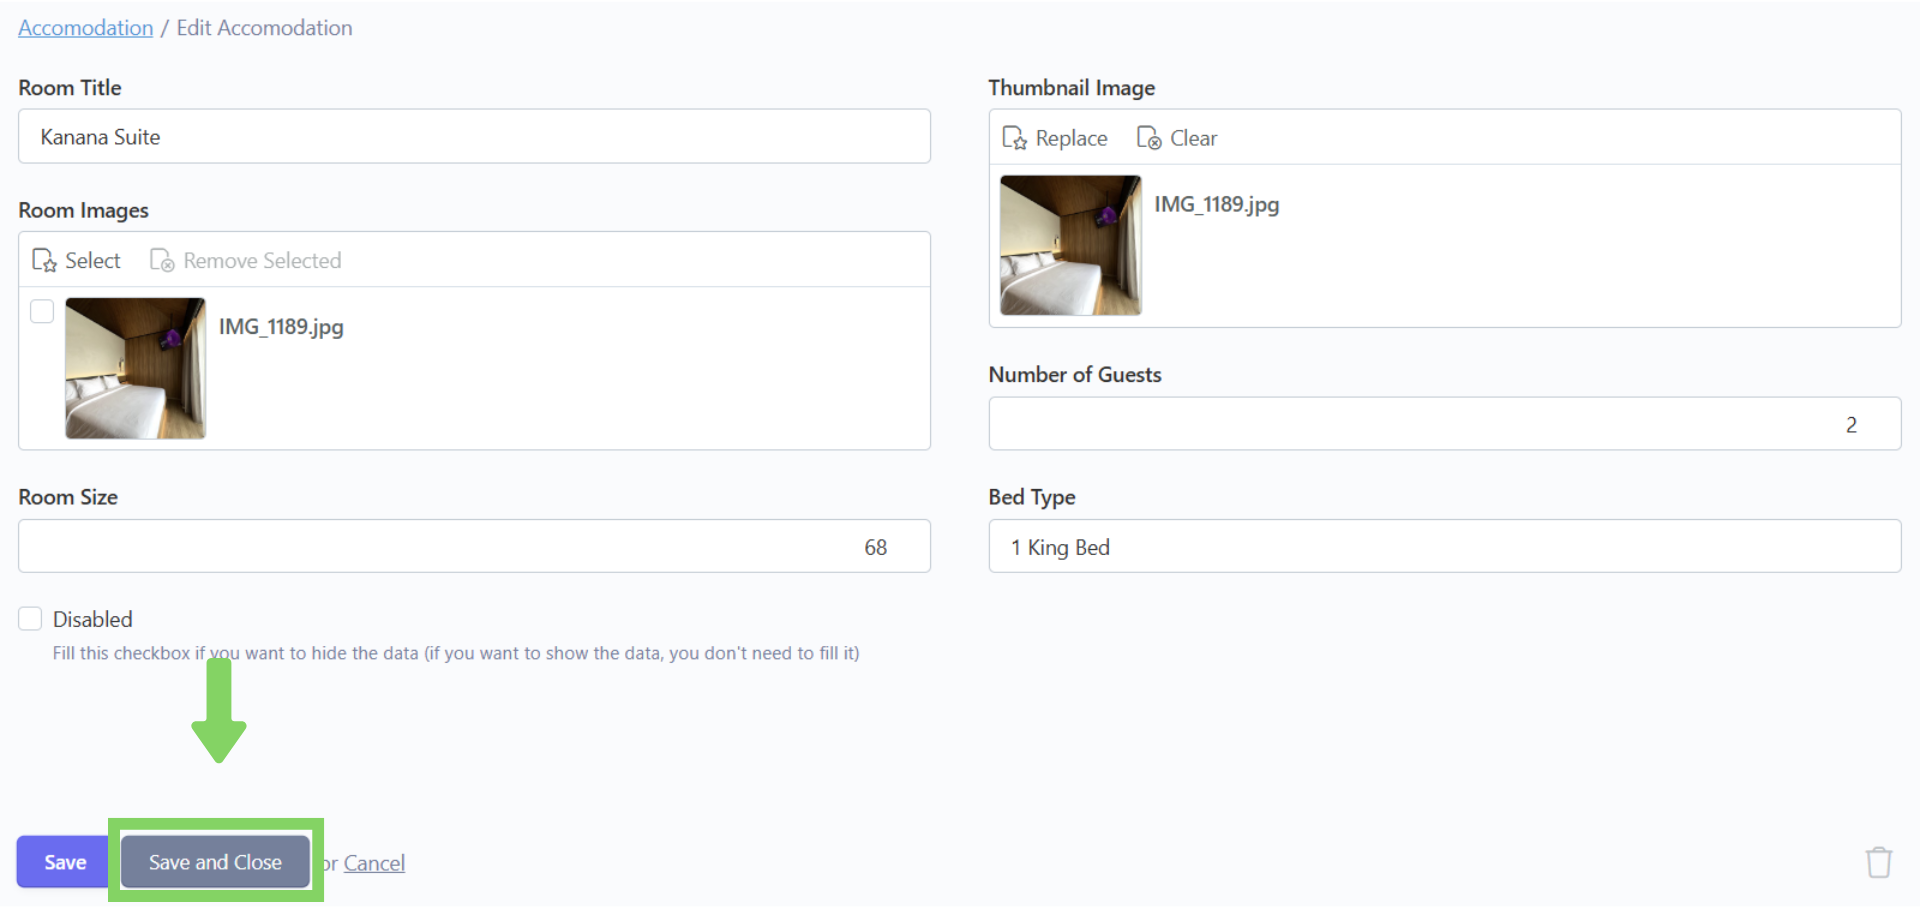 Accomodation / Edit Accomodation
Room Title
Kanana Suite
Room Images
Select Remove Selected
IMG_1189.jpg
Room Size
68
Disabled
Fill this checkbox if you want to hide the data (if you want to show the data, you don't need to fill it)
Thumbnail Image
Replace Clear
IMG_1189.jpg
Number of Guests
2
Bed Type
1 King Bed
Save Save and Close or Cancel